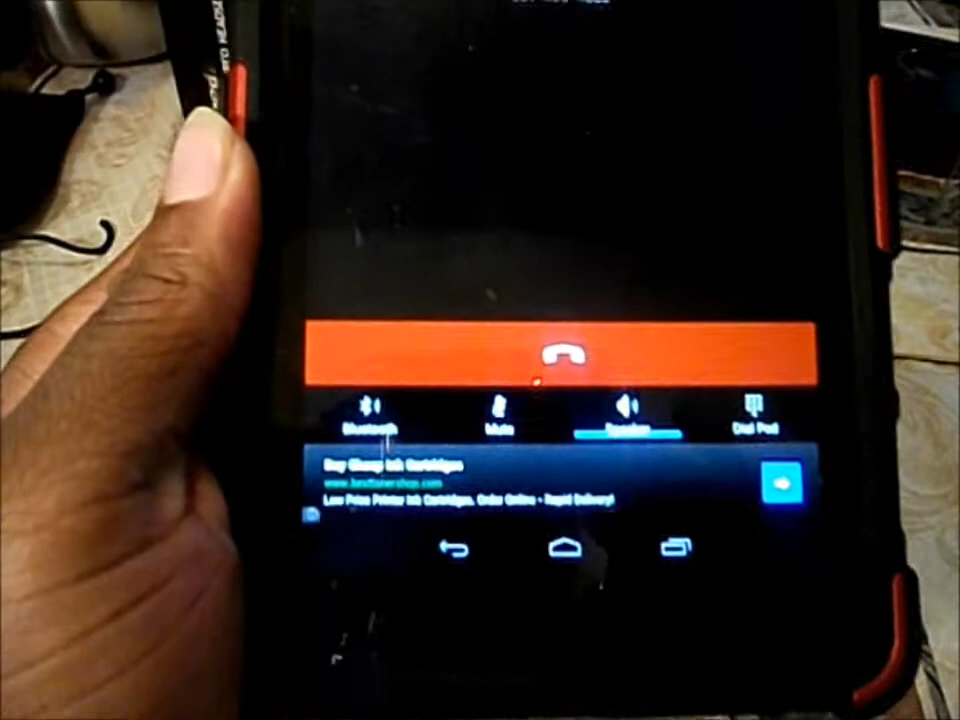 Bluetooth Mute Speaker Dial Pad
Buy Cheap Ink Cartridges
Low Price Printer Ink Cartridges, Order Online - Rapid Delivery!